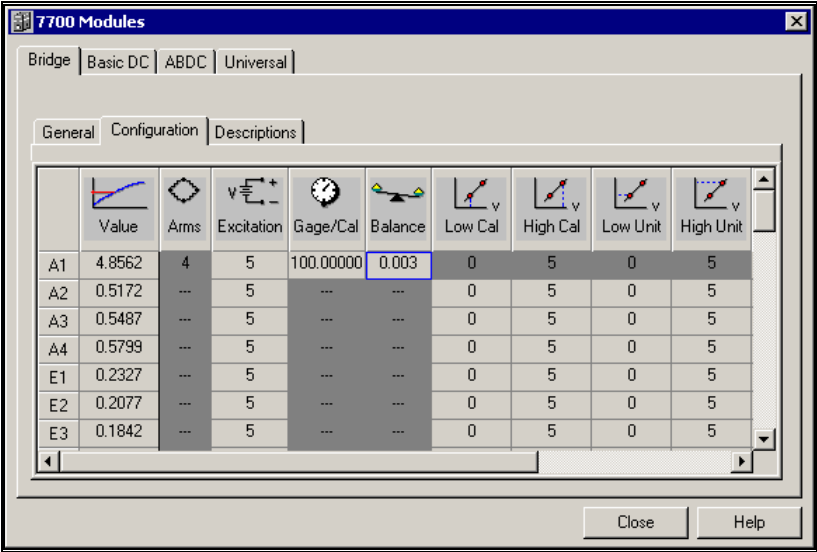 7700 Modules
Bridge Basic DC ABDC Universal
General Configuration Descriptions
V V V V V
Value Arms Excitation Gage/Cal Balance Low Cal High Cal Low Unit High Unit
A1 4.8562 4 5 100.00000 0.003 0 5 0 5
A2 0.5172 --- 5 --- --- 0 5 0 5
A3 0.5487 --- 5 --- --- 0 5 0 5
A4 0.5799 --- 5 --- --- 0 5 0 5
E1 0.2327 --- 5 --- --- 0 5 0 5
E2 0.2077 --- 5 --- --- 0 5 0 5
E3 0.1842 --- 5 --- --- 0 5 0 5
Close Help